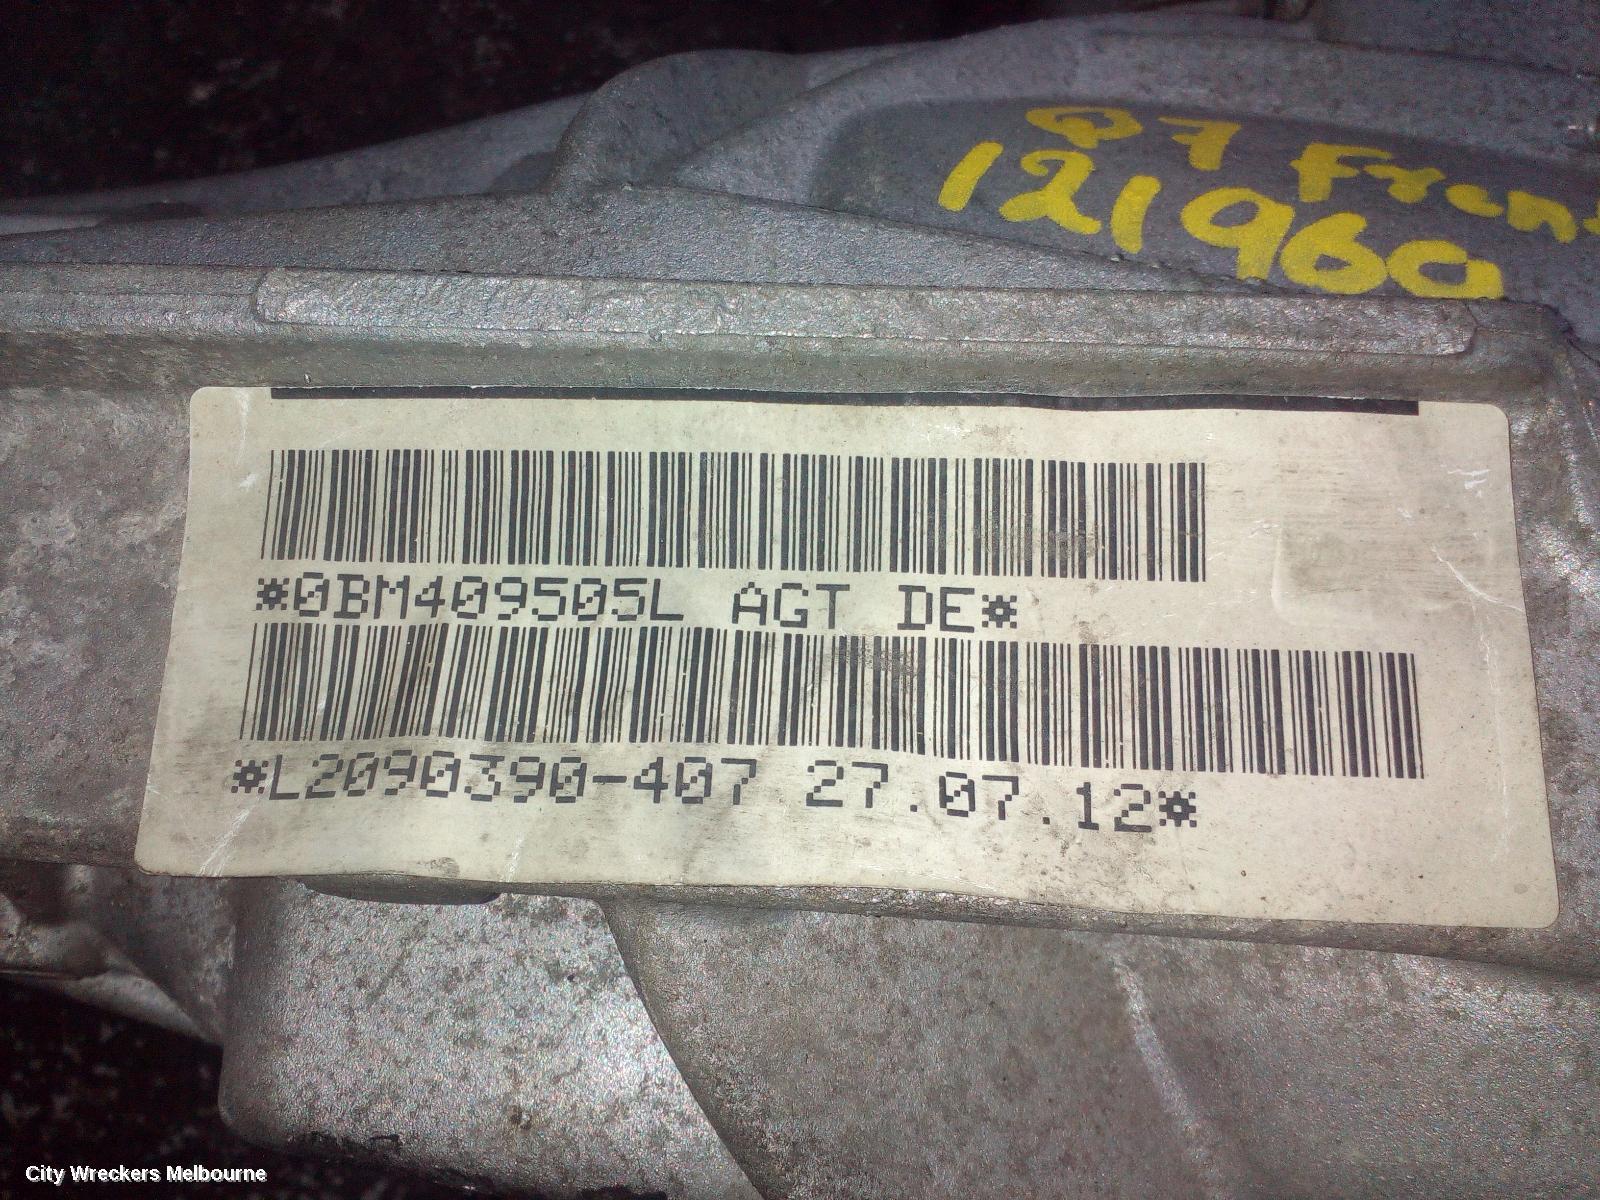 Q7 Front
121960
*0BM409505L AGT DE*
*L2090390-407 27.07.12*
City Wreckers Melbourne